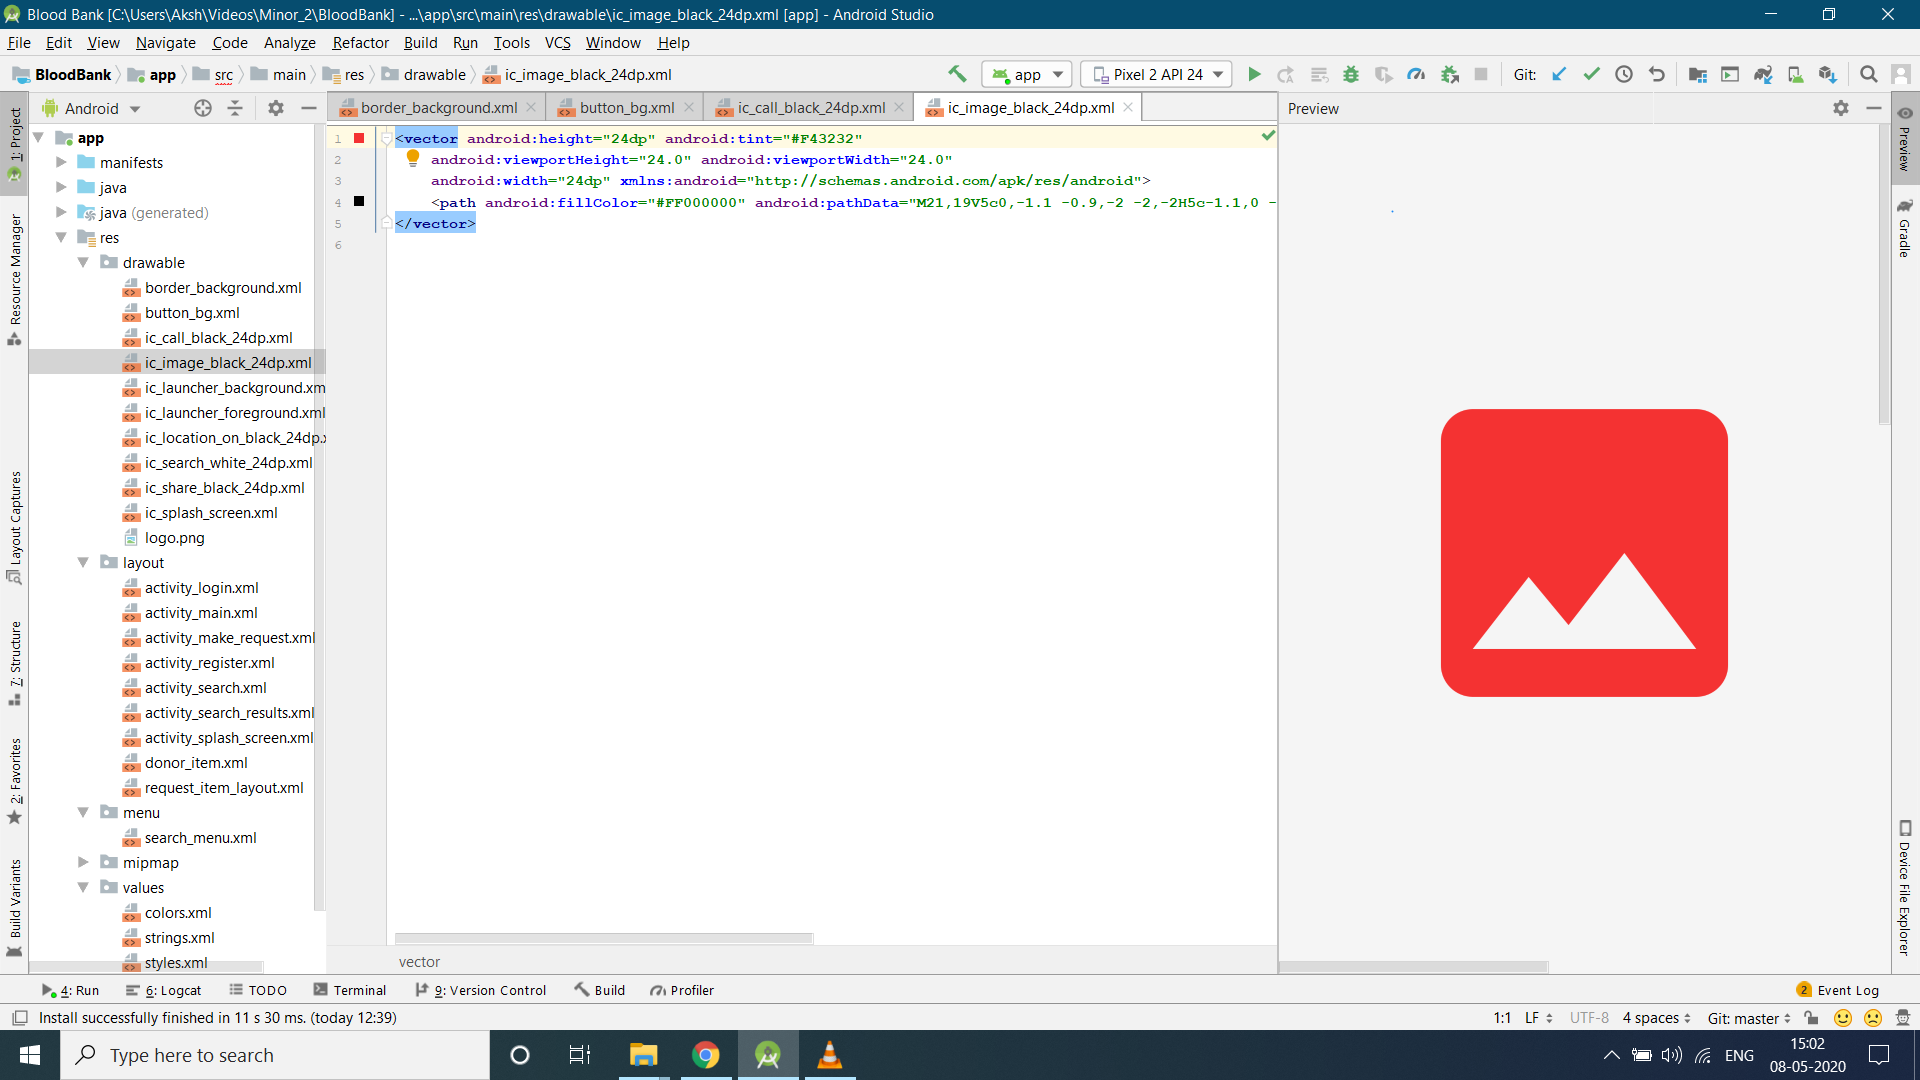 Blood Bank [C:\Users\Aksh\Videos\Minor_2\BloodBank] - ...\app\src\main\res\drawable\ic_image_black_24dp.xml [app] - Android Studio
File Edit View Navigate Code Analyze Refactor Build Run Tools VCS Window Help
BloodBank app src main res drawable ic_image_black_24dp.xml app Pixel 2 API 24 Git:
Android border_background.xml button_bg.xml ic_call_black_24dp.xml ic_image_black_24dp.xml Preview
1: Project
Resource Manager
Layout Captures
7: Structure
2: Favorites
Build Variants
app
manifests
java
java (generated)
res
drawable
border_background.xml
button_bg.xml
ic_call_black_24dp.xml
ic_image_black_24dp.xml
ic_launcher_background.xm
ic_launcher_foreground.xml
ic_location_on_black_24dp.x
ic_search_white_24dp.xml
ic_share_black_24dp.xml
ic_splash_screen.xml
logo.png
layout
activity_login.xml
activity_main.xml
activity_make_request.xml
activity_register.xml
activity_search.xml
activity_search_results.xml
activity_splash_screen.xml
donor_item.xml
request_item_layout.xml
menu
search_menu.xml
mipmap
values
colors.xml
strings.xml
styles.xml
1 <vector android:height="24dp" android:tint="#F43232"
2 android:viewportHeight="24.0" android:viewportWidth="24.0"
3 android:width="24dp" xmlns:android="http://schemas.android.com/apk/res/android">
4 <path android:fillColor="#FF000000" android:pathData="M21,19V5c0,-1.1 -0.9,-2 -2,-2H5c-1.1,0 -
5 </vector>
6
vector
Preview
Gradle
Device File Explorer
4: Run 6: Logcat TODO Terminal 9: Version Control Build Profiler 2 Event Log
Install successfully finished in 11 s 30 ms. (today 12:39) 1:1 LF UTF-8 4 spaces Git: master
Type here to search ENG 15:02
08-05-2020